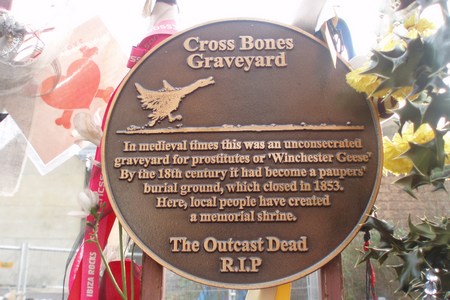 Cross Bones
Graveyard
In medieval times this was an unconsecrated
graveyard for prostitutes or 'Winchester Geese'
By the 18th century it had become a paupers'
burial ground, which closed in 1853.
Here, local people have created
a memorial shrine.
The Outcast Dead
R.I.P
IBIZA ROCKS